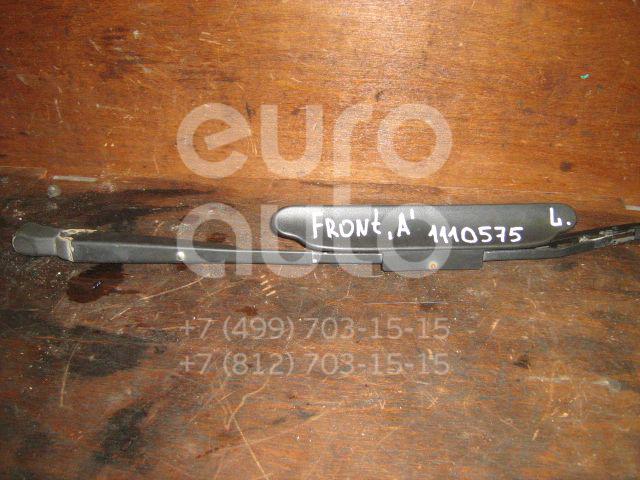 euro
auto
FRONt, A' 1110575 L.
+7 (499) 703-15-15
+7 (812) 703-15-15